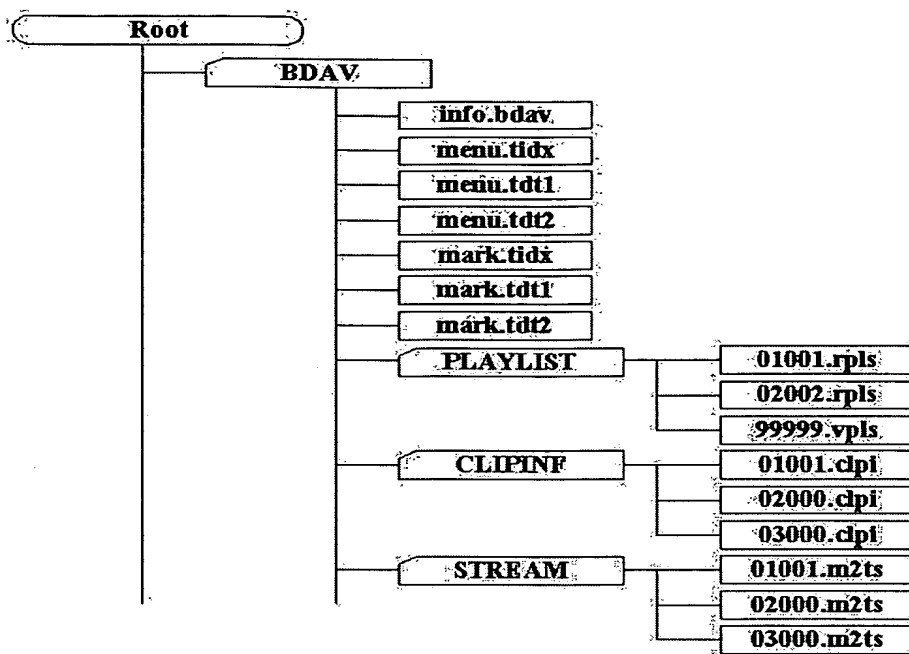 Root
BDAV
info.bdav
menu.tidx
menu.tdt1
menu.tdt2
mark.tidx
mark.tdt1
mark.tdt2
PLAYLIST
01001.rpls
02002.rpls
99999.vpls
CLIPINF
01001.clpi
02000.clpi
03000.clpi
STREAM
01001.m2ts
02000.m2ts
03000.m2ts